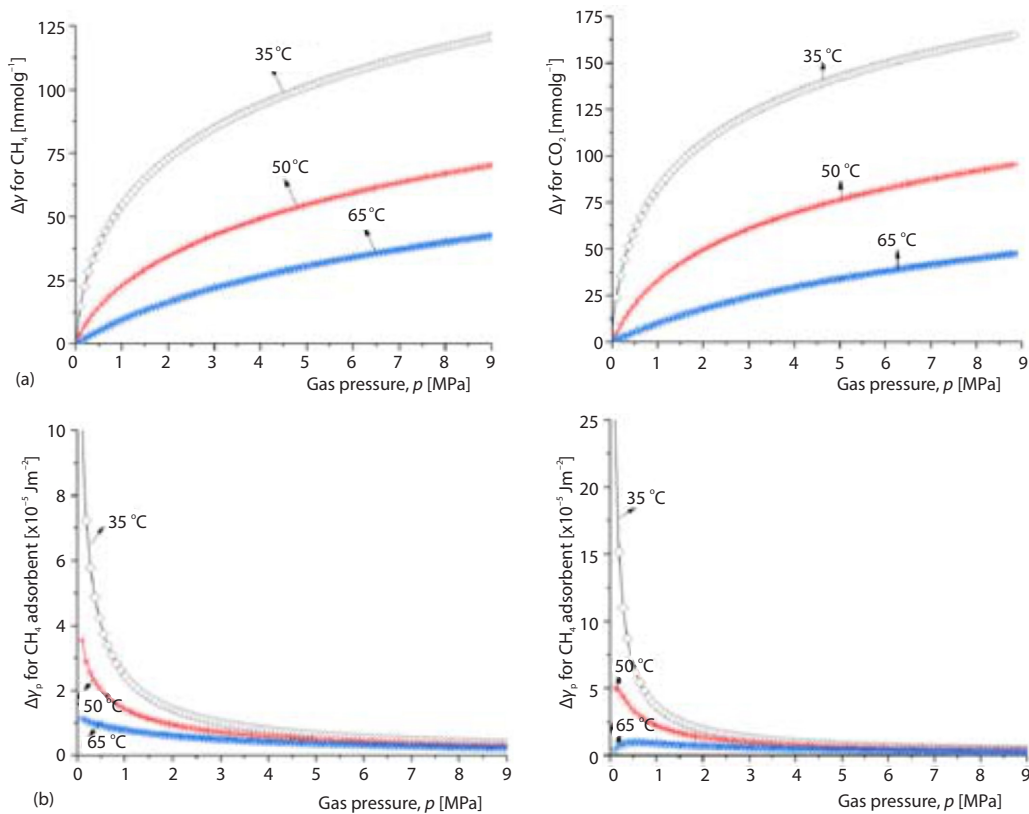 Δγ for CH₄ [mmolg⁻¹]
125
100
75
50
25
0
35 °C
50 °C
65 °C
0 1 2 3 4 5 6 7 8 9
Gas pressure, p [MPa]
(a)
Δγ for CO₂ [mmolg⁻¹]
175
150
125
100
75
50
25
0
35 °C
50 °C
65 °C
0 1 2 3 4 5 6 7 8 9
Gas pressure, p [MPa]
Δγₚ for CH₄ adsorbent [x10⁻⁵ Jm⁻²]
10
8
6
4
2
0
35 °C
50 °C
65 °C
0 1 2 3 4 5 6 7 8 9
Gas pressure, p [MPa]
(b)
Δγₚ for CH₄ adsorbent [x10⁻⁵ Jm⁻²]
25
20
15
10
5
0
35 °C
50 °C
65 °C
0 1 2 3 4 5 6 7 8 9
Gas pressure, p [MPa]